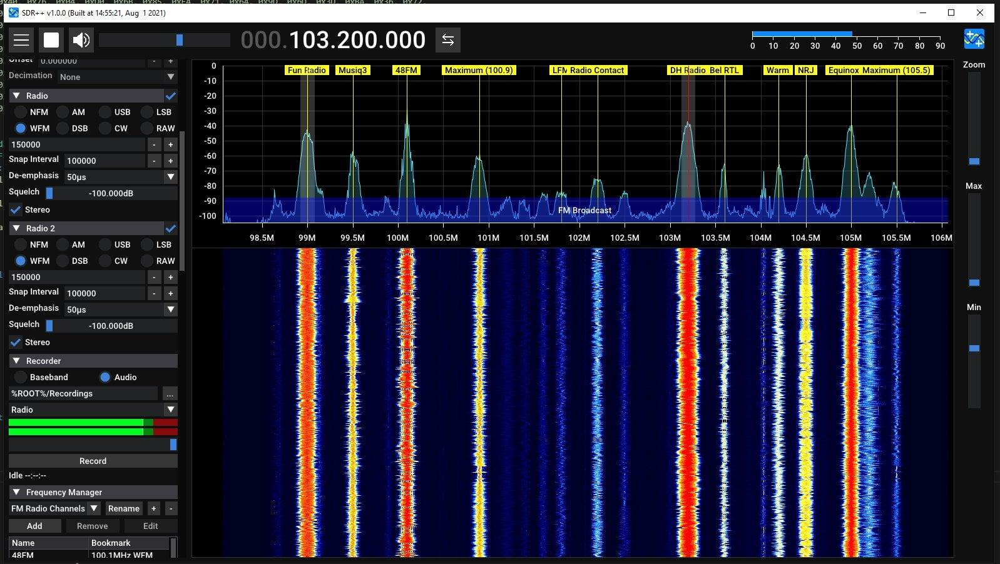 SDR++ v1.0.0 (Built at 14:55:21, Aug 1 2021)
000.103.200.000
0 10 20 30 40 50 60 70 80 90
Offset 0.000000 - +
Decimation None
Radio
NFM AM USB LSB
WFM DSB CW RAW
150000 - +
Snap Interval 100000 - +
De-emphasis 50µs
Squelch -100.000dB
Stereo
Radio 2
NFM AM USB LSB
WFM DSB CW RAW
150000 - +
Snap Interval 100000 - +
De-emphasis 50µs
Squelch -100.000dB
Stereo
Recorder
Baseband Audio
%ROOT%/Recordings ...
Radio
Record
Idle --:--:--
Frequency Manager
FM Radio Channels Rename + -
Add Remove Edit
Name Bookmark
48FM 100.1MHz WFM
Fun Radio Musiq3 48FM Maximum (100.9) LFM Radio Contact DH Radio Bel RTL Warm NRJ Equinox Maximum (105.5)
0
-10
-20
-30
-40
-50
-60
-70
-80
-90
-100
FM Broadcast
98.5M 99M 99.5M 100M 100.5M 101M 101.5M 102M 102.5M 103M 103.5M 104M 104.5M 105M 105.5M 106M
Zoom
Max
Min